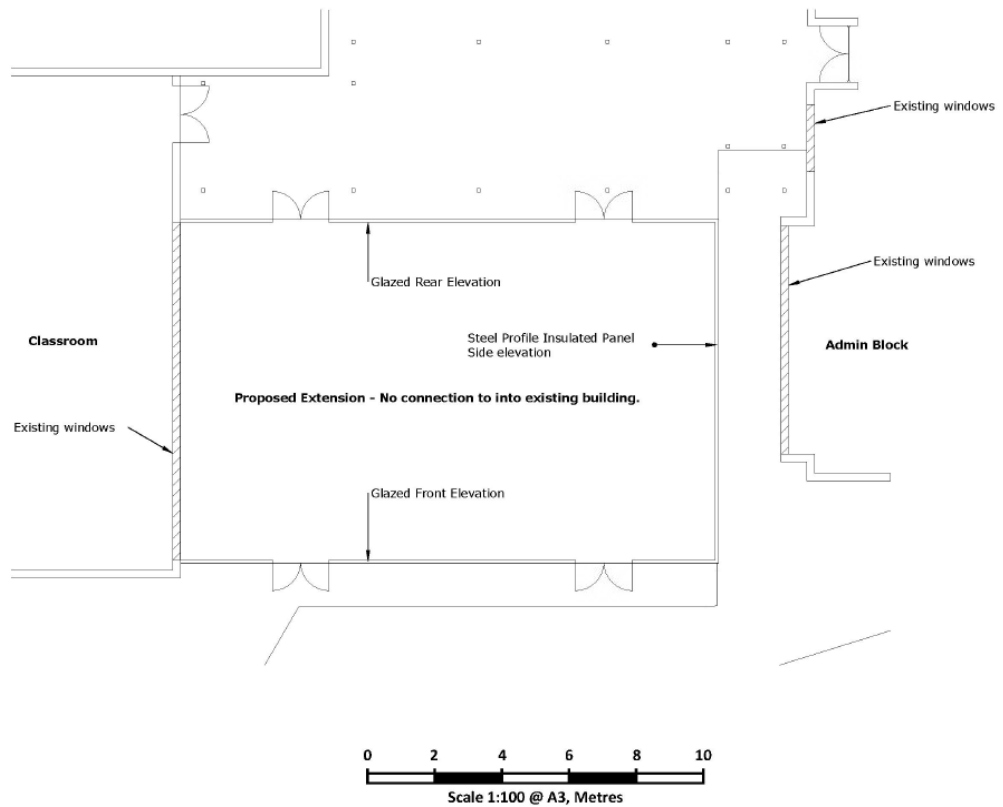 Existing windows
Existing windows
Glazed Rear Elevation
Steel Profile Insulated Panel
Side elevation
Classroom
Admin Block
Proposed Extension - No connection to into existing building.
Existing windows
Glazed Front Elevation
0 2 4 6 8 10
Scale 1:100 @ A3, Metres